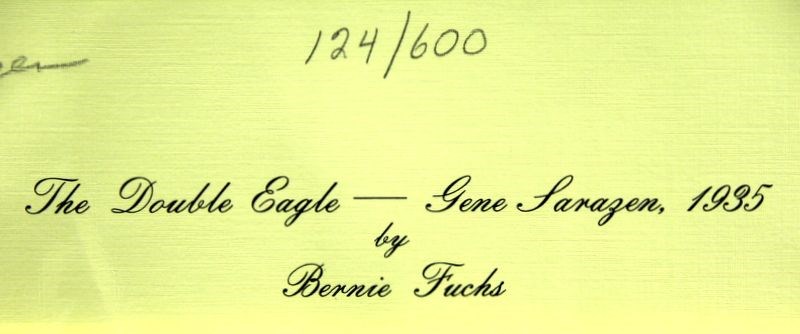 124/600
The Double Eagle — Gene Sarazen, 1935
by
Bernie Fuchs